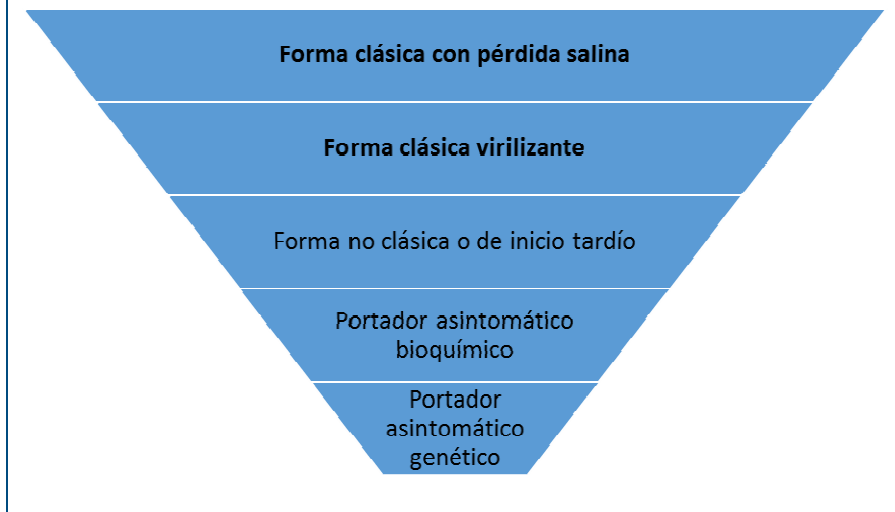 Forma clásica con pérdida salina
Forma clásica virilizante
Forma no clásica o de inicio tardío
Portador asintomático
bioquímico
Portador
asintomático
genético